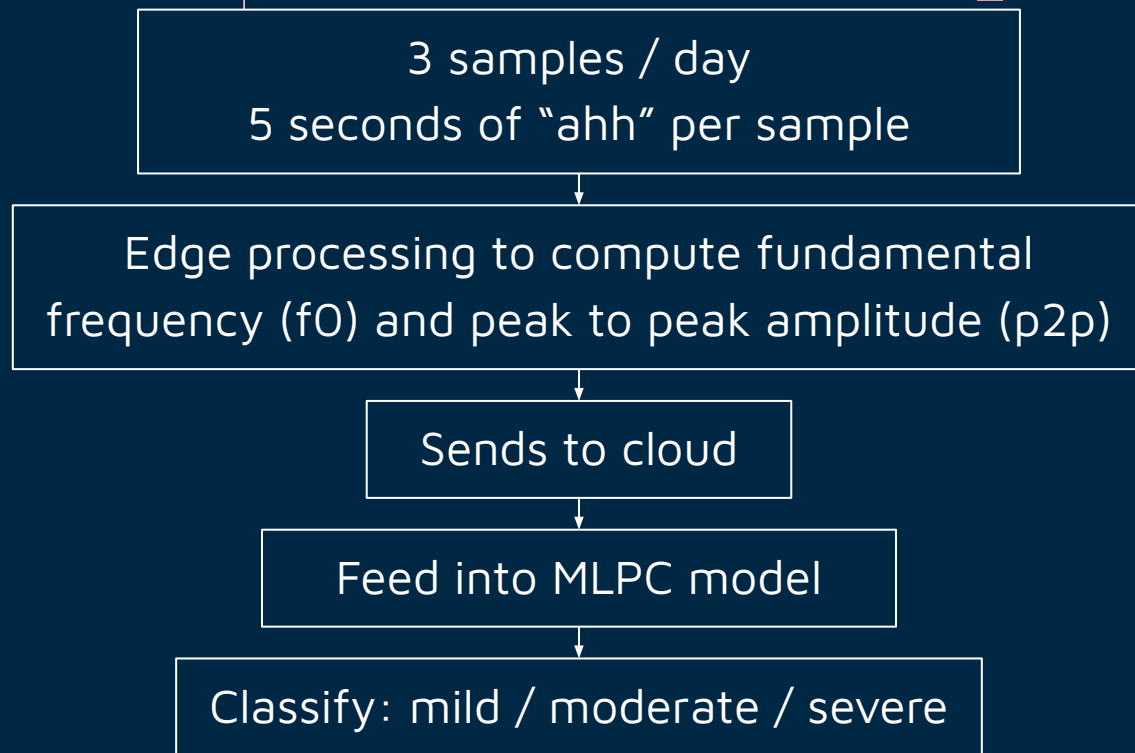 3 samples / day
5 seconds of “ahh” per sample
Edge processing to compute fundamental
frequency (f0) and peak to peak amplitude (p2p)
Sends to cloud
Feed into MLPC model
Classify: mild / moderate / severe